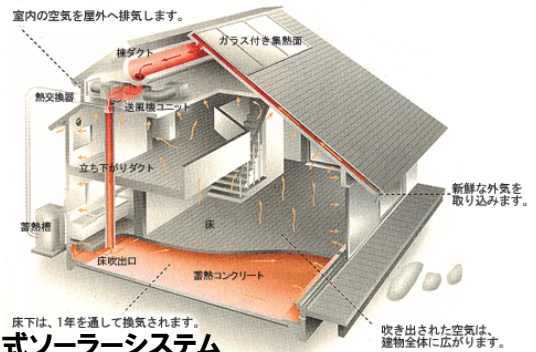 室内の空気を屋外へ排気します。
ガラス付き集熱面
棟ダクト
熱交換器
送風機ユニット
立ち下がりダクト
新鮮な外気を
取り込みます。
蓄熱槽
床
床吹出口
蓄熱コンクリート
床下は、1年を通して換気されます。
吹き出された空気は、
建物全体に広がります。
式ソーラーシステム